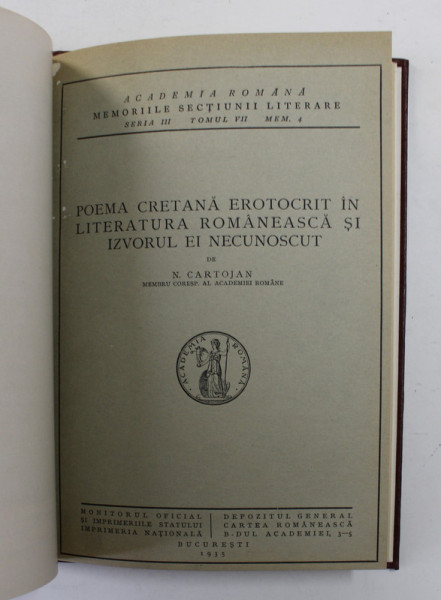 ACADEMIA ROMÂNĂ
MEMORIILE SECȚIUNII LITERARE
SERIA III TOMUL VII MEM. 4
POEMA CRETANĂ EROTOCRIT ÎN
LITERATURA ROMÂNEASCĂ ȘI
IZVORUL EI NECUNOSCUT
DE
N. CARTOJAN
MEMBRU CORESP. AL ACADEMIEI ROMÂNE
ACADEMIA ROMÂNĂ
MONITORUL OFICIAL
ȘI IMPRIMERIILE STATULUI
IMPRIMERIA NAȚIONALĂ
DEPOZITUL GENERAL
CARTEA ROMÂNEASCĂ
B-DUL ACADEMIEI 3-5
BUCUREȘTI
1935